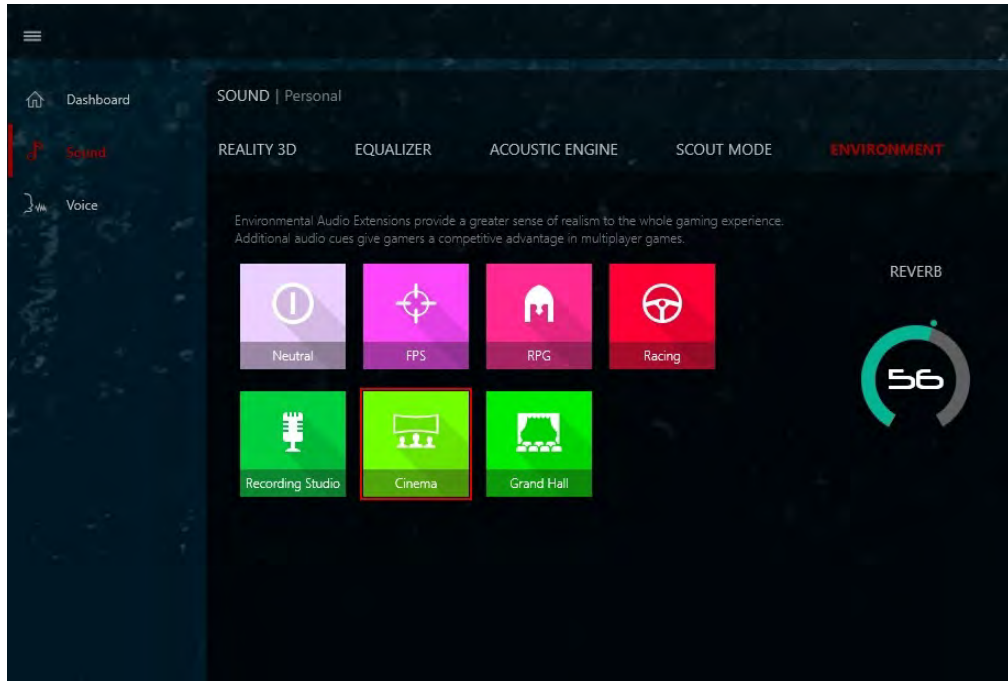 Dashboard
Sound
Voice
SOUND | Personal
REALITY 3D EQUALIZER ACOUSTIC ENGINE SCOUT MODE ENVIRONMENT
Environmental Audio Extensions provide a greater sense of realism to the whole gaming experience.
Additional audio cues give gamers a competitive advantage in multiplayer games.
Neutral FPS RPG Racing
Recording Studio Cinema Grand Hall
REVERB
56